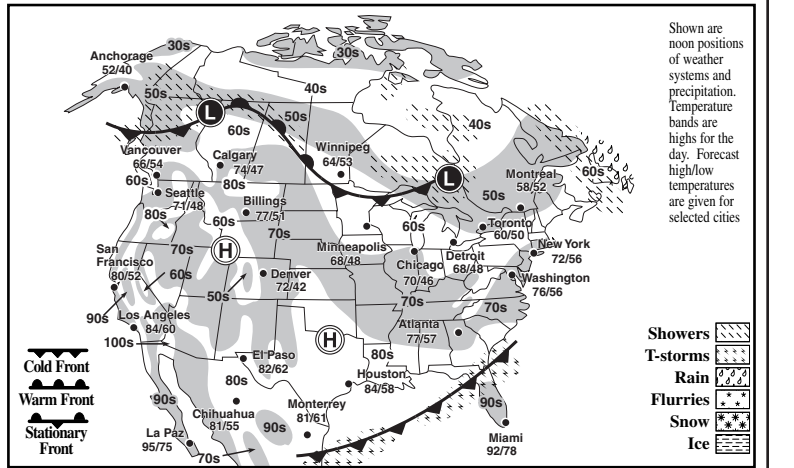 30s
30s
Anchorage
52/40
50s
40s
L
50s
60s
40s
Vancouver
66/54
Calgary
74/47
Winnipeg
64/53
L
Montreal
58/52
60s
60s
Seattle
71/48
80s
50s
80s
60s
Billings
77/51
60s
Toronto
60/50
San
Francisco
80/52
70s
H
70s
Minneapolis
68/48
Chicago
70/46
Detroit
68/48
New York
72/56
60s
50s
Denver
72/42
Washington
76/56
90s
Los Angeles
84/60
70s
70s
100s
Atlanta
77/57
H
El Paso
82/62
80s
80s
Houston
84/58
90s
Chihuahua
81/55
90s
Monterrey
81/61
90s
La Paz
95/75
70s
Miami
92/78
Shown are
noon positions
of weather
systems and
precipitation.
Temperature
bands are
highs for the
day. Forecast
high/low
temperatures
are given for
selected cities
Cold Front
Warm Front
Stationary
Front
Showers
T-storms
Rain
Flurries
Snow
Ice